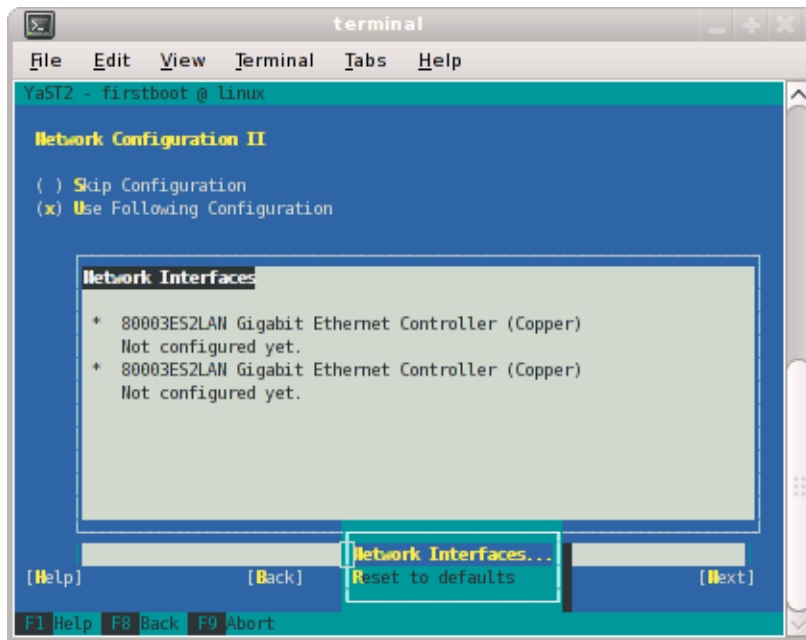 terminal
File Edit View Terminal Tabs Help
YaST2 - firstboot @ linux
Network Configuration II
( ) Skip Configuration
(x) Use Following Configuration
Network Interfaces
* 80003ES2LAN Gigabit Ethernet Controller (Copper)
Not configured yet.
* 80003ES2LAN Gigabit Ethernet Controller (Copper)
Not configured yet.
Network Interfaces...
[Help] [Back] Reset to defaults [Next]
F1 Help F8 Back F9 Abort